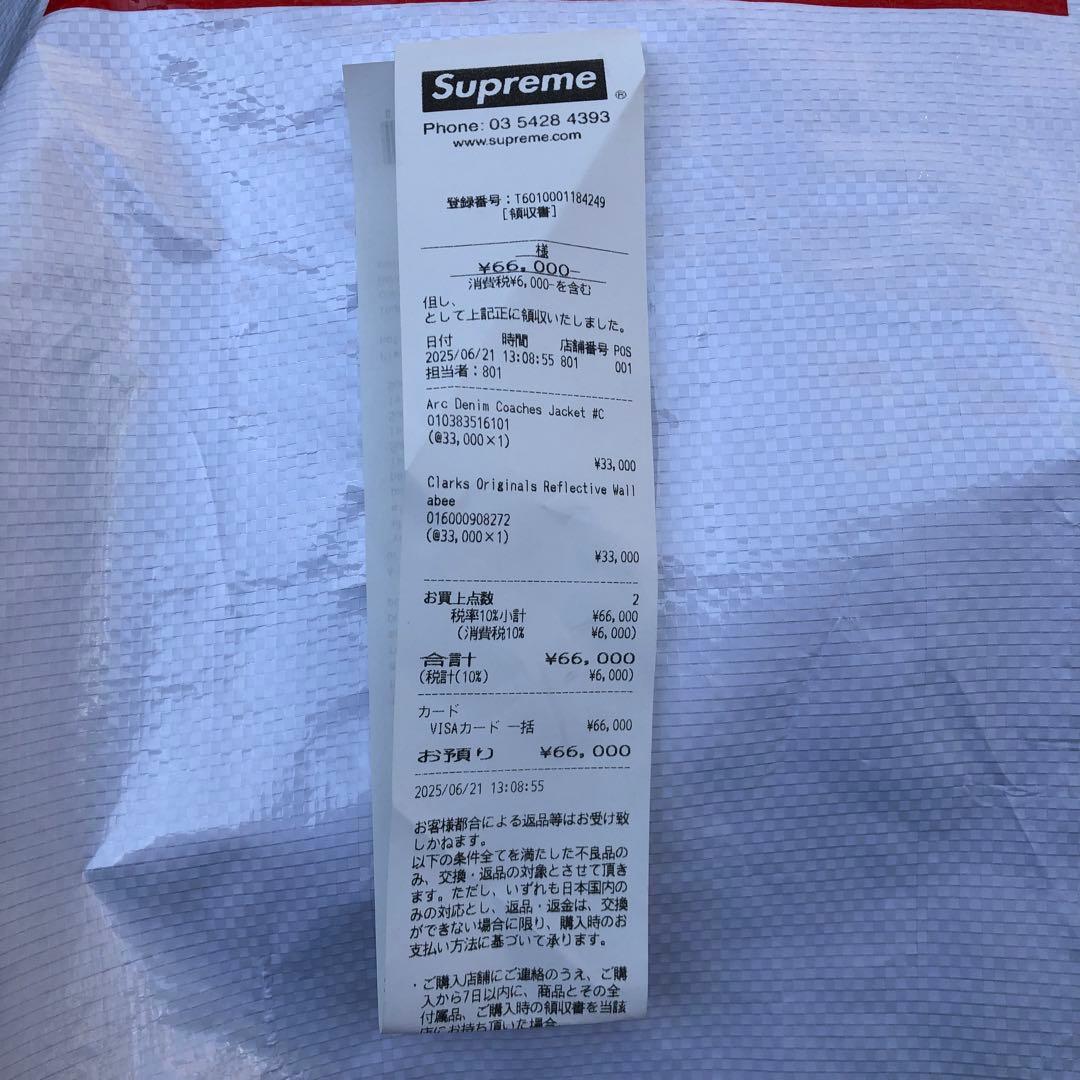 Supreme®
Phone: 03 5428 4393
www.supreme.com
登録番号：T6010001184249
[領収書]
様
¥66,000-
消費税¥6,000-を含む
但し、
として上記正に領収いたしました。
日付 時間 店舗番号 POS
2025/06/21 13:08:55 801 001
担当者：801
Arc Denim Coaches Jacket #C
010383516101
(@33,000×1)
¥33,000
Clarks Originals Reflective Wall
abee
016000908272
(@33,000×1)
¥33,000
お買上点数 2
税率10%小計 ¥66,000
(消費税10% ¥6,000)
合計 ¥66,000
(税計(10%) ¥6,000)
カード
VISAカード 一括 ¥66,000
お預り ¥66,000
2025/06/21 13:08:55
お客様都合による返品等はお受け致
しかねます。
以下の条件全てを満たした不良品の
み、交換・返品の対象とさせて頂き
ます。ただし、いずれも日本国内の
みの対応とし、返品・返金は、交換
ができない場合に限り、購入時のお
支払い方法に基づいて承ります。
・ご購入店舗にご連絡のうえ、ご購
入から7日以内に、商品とその全
付属品、ご購入時の領収書を当該
店にお持ち頂いた場合